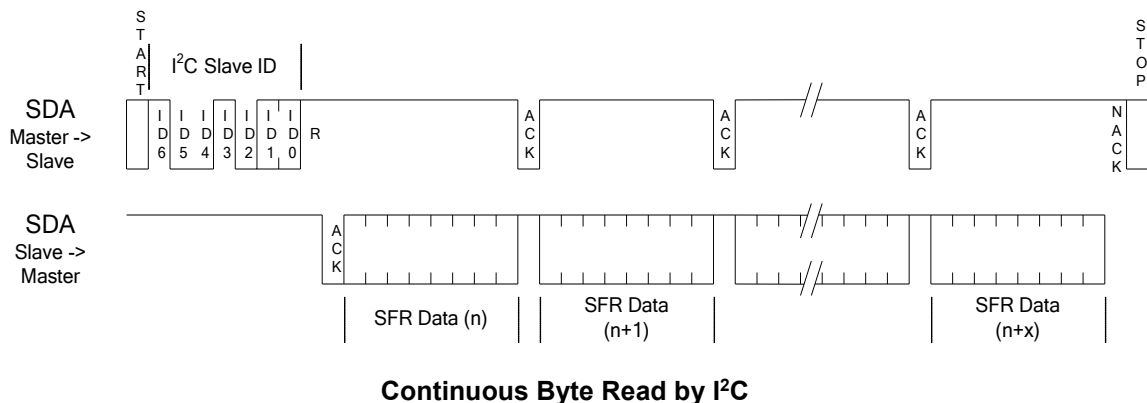 START
I²C Slave ID
STOP
SDA
Master ->
Slave
ID6 ID5 ID4 ID3 ID2 ID1 ID0 R
ACK
ACK
ACK
NACK
SDA
Slave ->
Master
ACK
SFR Data (n)
SFR Data
(n+1)
SFR Data
(n+x)
Continuous Byte Read by I²C